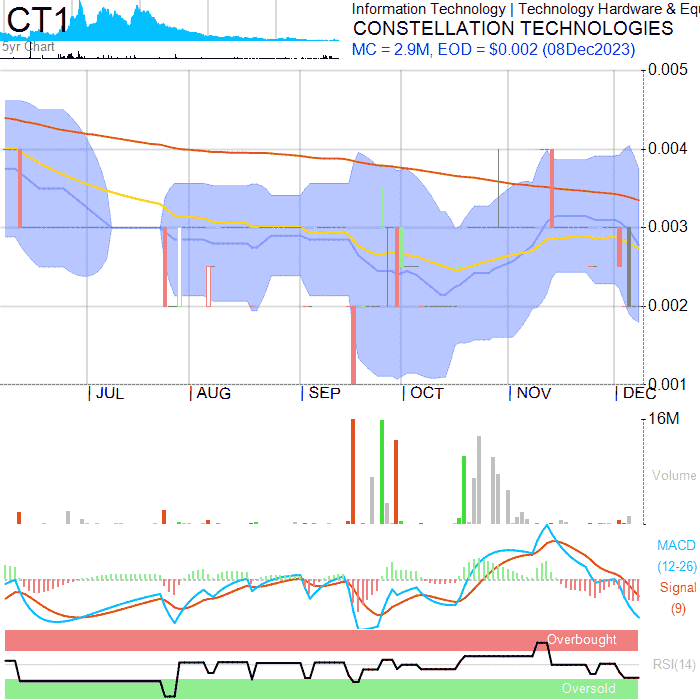 CT1
5yr Chart
Information Technology | Technology Hardware & Equ
CONSTELLATION TECHNOLOGIES
MC = 2.9M, EOD = $0.002 (08Dec2023)
0.005
0.004
0.003
0.002
0.001
JUL AUG SEP OCT NOV DEC
16M
Volume
MACD
(12-26)
Signal
(9)
Overbought
RSI(14)
Oversold